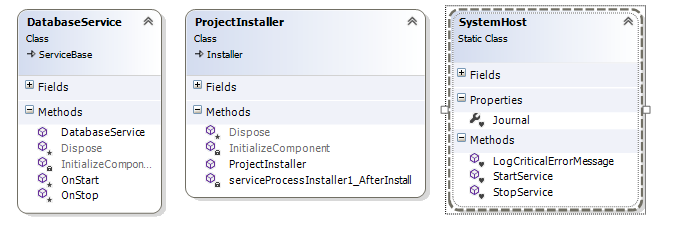 DatabaseService
Class
ServiceBase
Fields
Methods
DatabaseService
Dispose
InitializeCompon...
OnStart
OnStop
ProjectInstaller
Class
Installer
Fields
Methods
Dispose
InitializeComponent
ProjectInstaller
serviceProcessInstaller1_AfterInstall
SystemHost
Static Class
Fields
Properties
Journal
Methods
LogCriticalErrorMessage
StartService
StopService